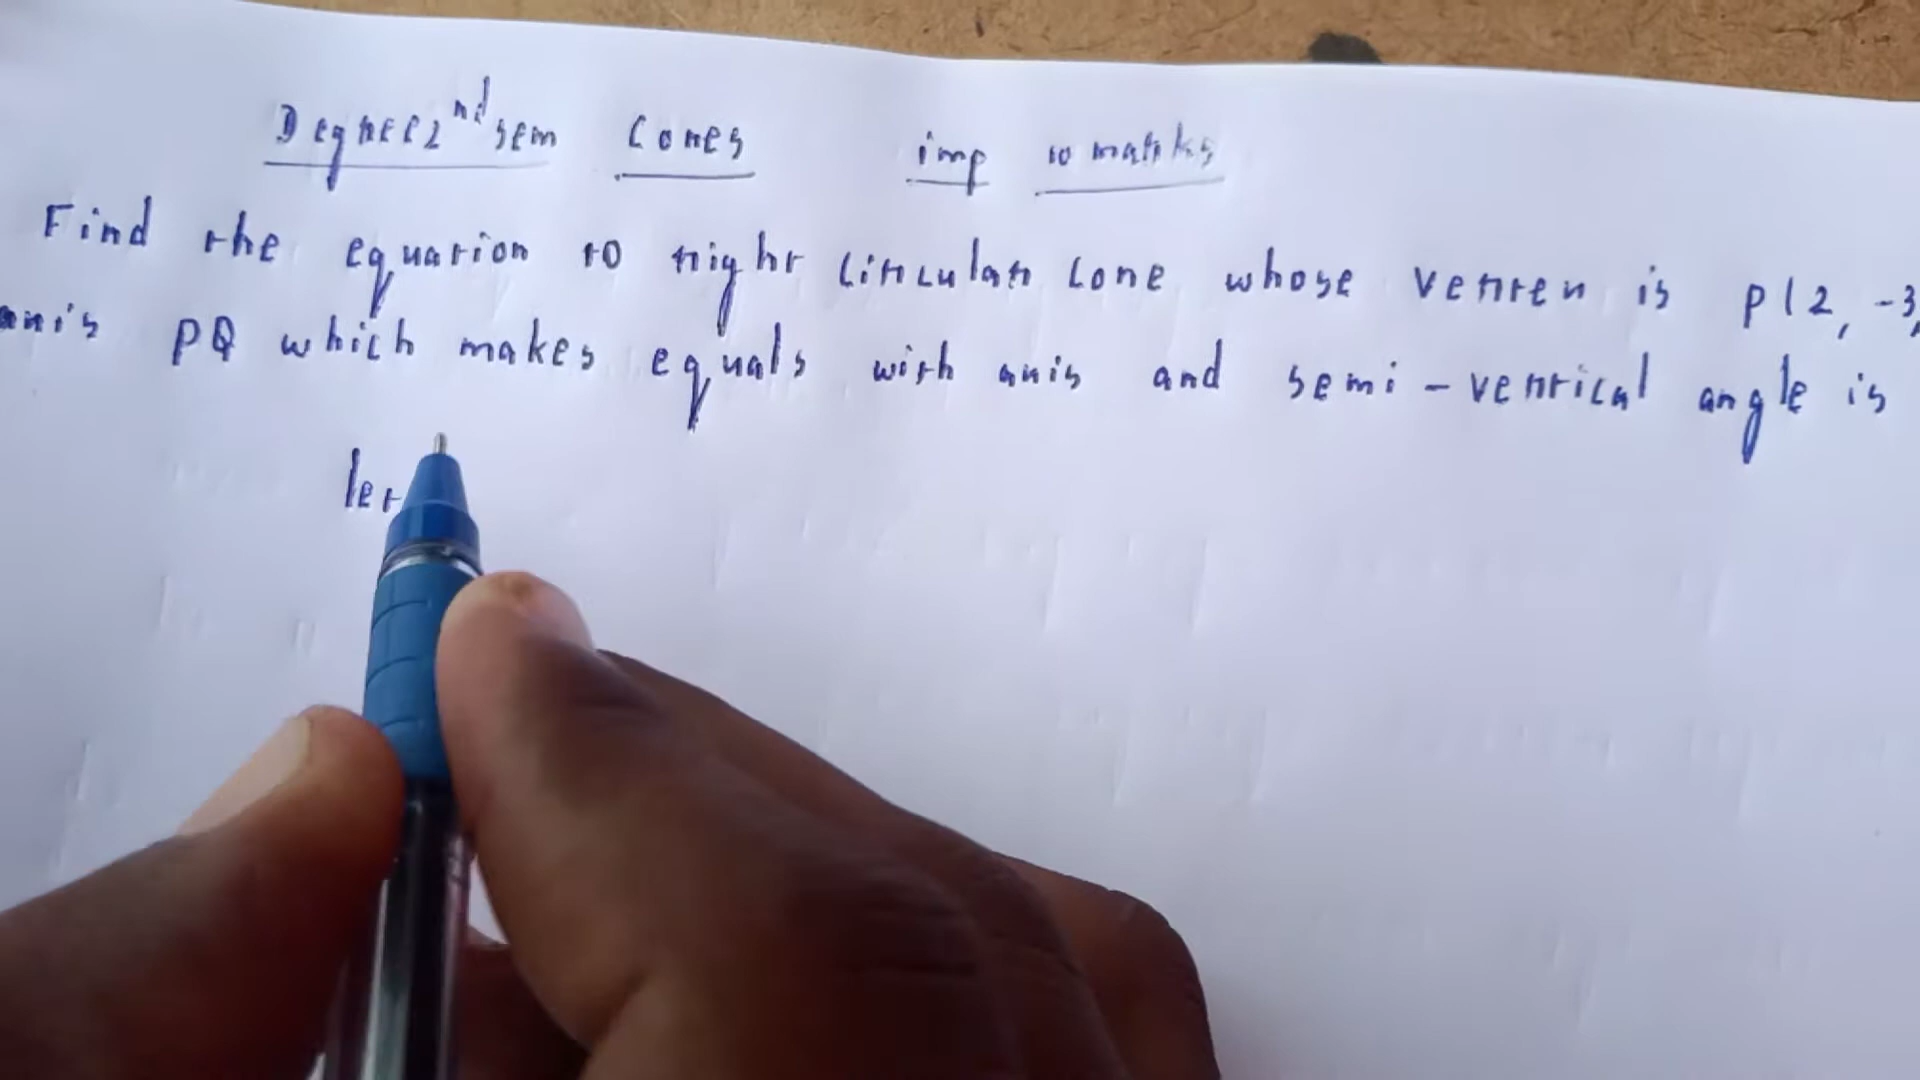 Degree 2nd sem Cones imp 10 marks
Find the equation to right circular cone whose vertex is P(2, -3,
axis PQ which makes equals with axis and semi-vertical angle is
let